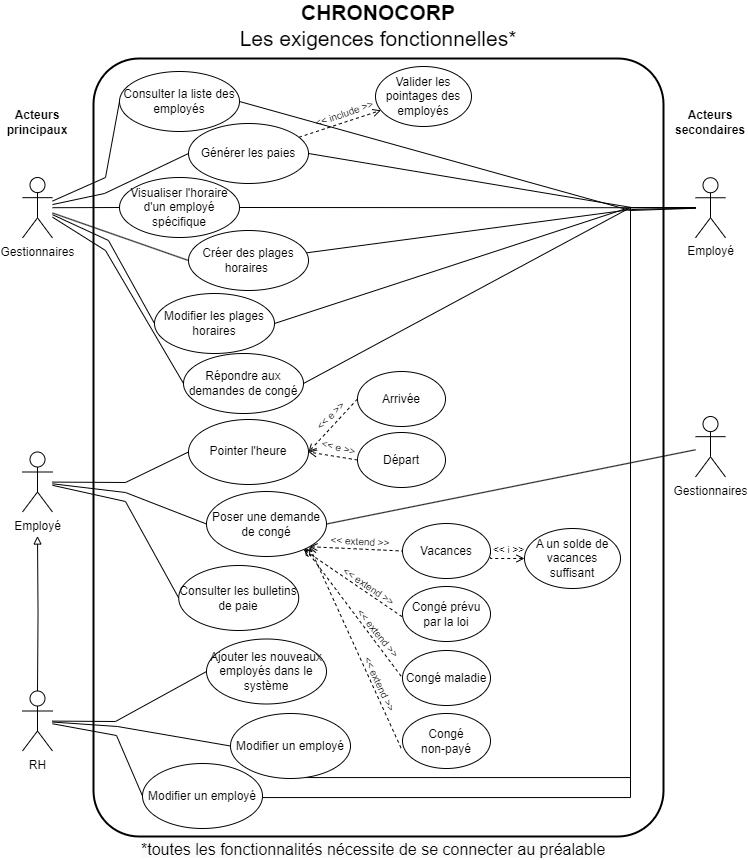 CHRONOCORP
Les exigences fonctionnelles*
Acteurs
principaux
Acteurs
secondaires
Consulter la liste des
employés
Valider les
pointages des
employés
<< include >>
Générer les paies
Visualiser l'horaire
d'un employé
spécifique
Gestionnaires
Employé
Créer des plages
horaires
Modifier les plages
horaires
Répondre aux
demandes de congé
Arrivée
<< e >>
Pointer l'heure
<< e >>
Départ
Employé
Gestionnaires
Poser une demande
de congé
<< extend >>
Vacances
<< i >>
A un solde de
vacances
suffisant
Consulter les bulletins
de paie
<< extend >>
Congé prévu
par la loi
<< extend >>
Congé maladie
<< extend >>
Congé
non-payé
Ajouter les nouveaux
employés dans le
système
RH
Modifier un employé
Modifier un employé
*toutes les fonctionnalités nécessite de se connecter au préalable